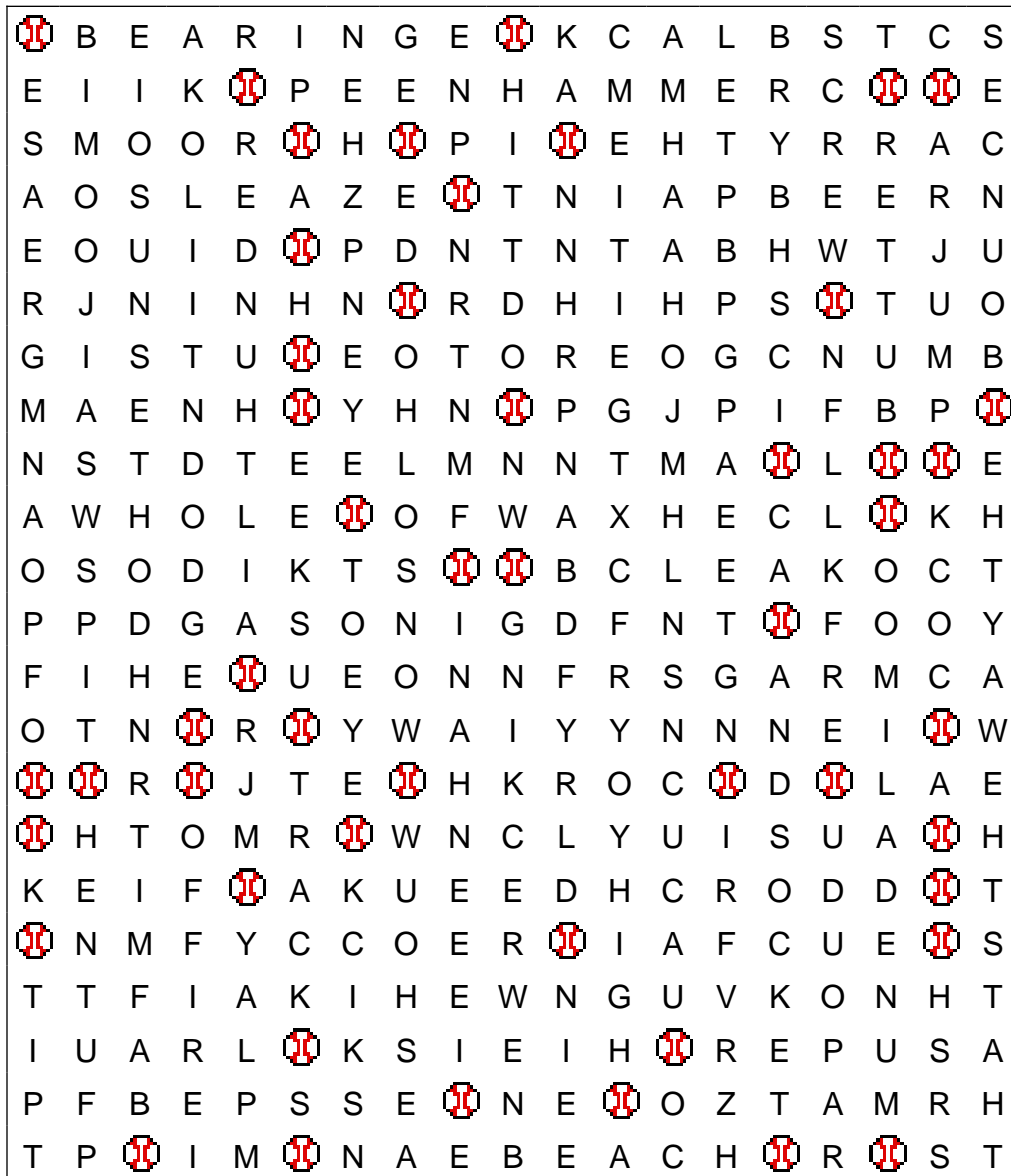 B E A R I N G E K C A L B S T C S
E I I K P E E N H A M M E R C E
S M O O R H P I E H T Y R R A C
A O S L E A Z E T N I A P B E E R N
E O U I D P D N T N T A B H W T J U
R J N I N H N R D H I H P S T U O
G I S T U E O T O R E O G C N U M B
M A E N H Y H N P G J P I F B P
N S T D T E E L M N N T M A L E
A W H O L E O F W A X H E C L K H
O S O D I K T S B C L E A K O C T
P P D G A S O N I G D F N T F O O Y
F I H E U E O N N F R S G A R M C A
O T N R Y W A I Y Y N N N E I W
R J T E H K R O C D L A E
H T O M R W N C L Y U I S U A H
K E I F A K U E E D H C R O D D T
N M F Y C C O E R I A F C U E S
T T F I A K I H E W N G U V K O N H T
I U A R L K S I E I H R E P U S A
P F B E P S S E N E O Z T A M R H
T P I M N A E B E A C H R S T